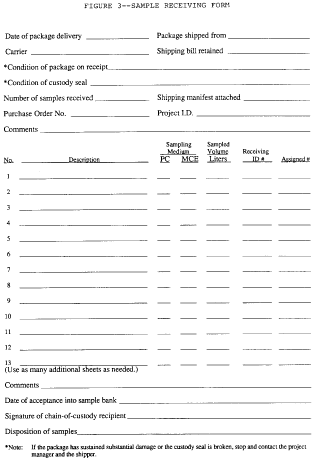 FIGURE 3--SAMPLE RECEIVING FORM
Date of package delivery Package shipped from
Carrier Shipping bill retained
*Condition of package on receipt
*Condition of custody seal
Number of samples received Shipping manifest attached
Purchase Order No. Project I.D.
Comments
Sampling Sampled
Medium Volume Receiving
No. Description PC MCE Liters ID # Assigned #
1
2
3
4
5
6
7
8
9
10
11
12
13
(Use as many additional sheets as needed.)
Comments
Date of acceptance into sample bank
Signature of chain-of-custody recipient
Disposition of samples
*Note: If the package has sustained substantial damage or the custody seal is broken, stop and contact the project
manager and the shipper.